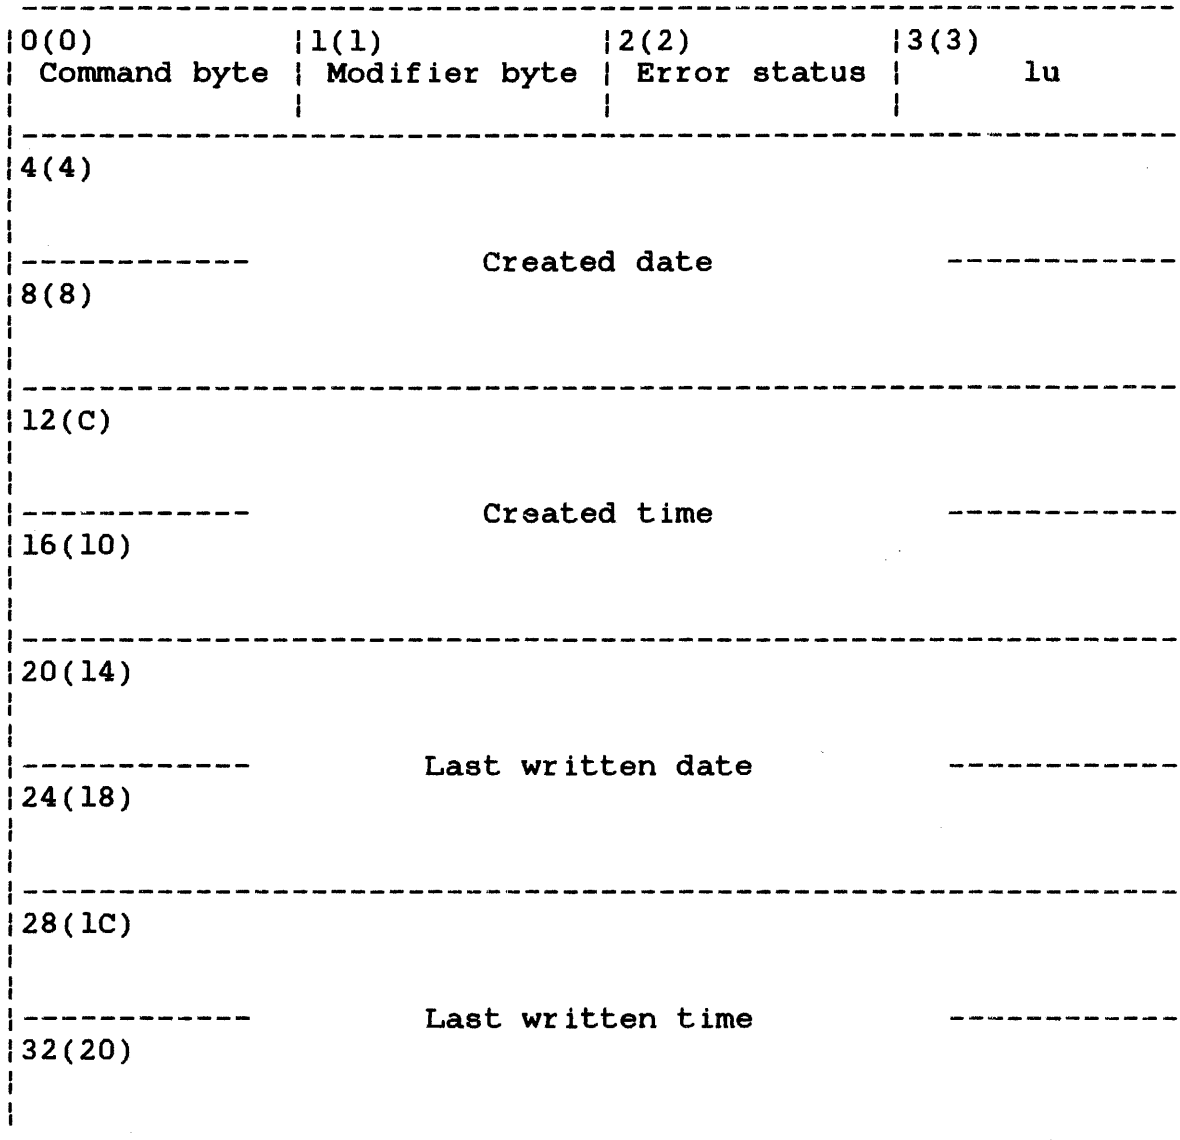 0(0) 1(1) 2(2) 3(3)
Command byte Modifier byte Error status lu
4(4)
Created date
8(8)
12(C)
Created time
16(10)
20(14)
Last written date
24(18)
28(1C)
Last written time
32(20)